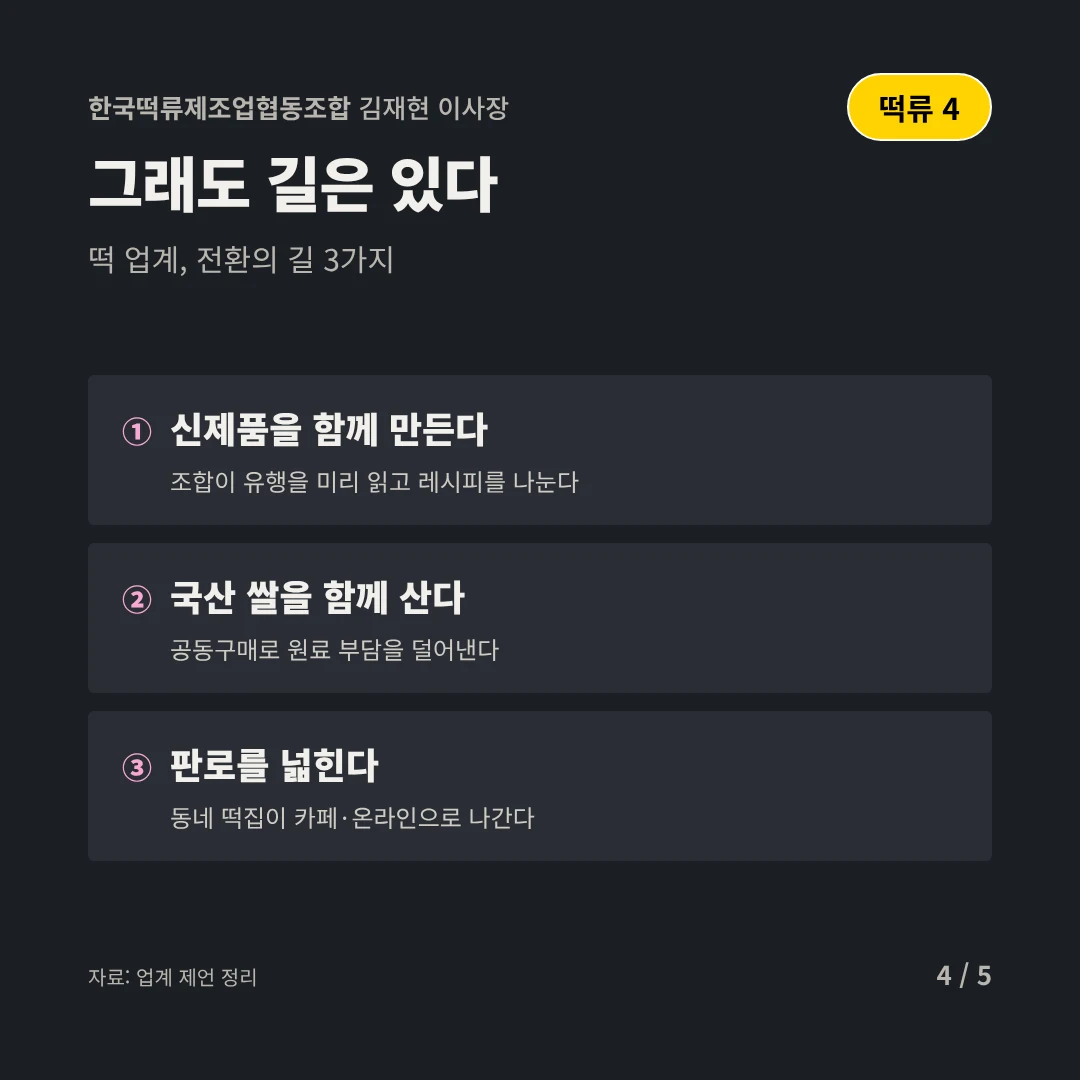 한국떡류제조업협동조합 김재현 이사장
떡류 4
그래도 길은 있다
떡 업계, 전환의 길 3가지
① 신제품을 함께 만든다
조합이 유행을 미리 읽고 레시피를 나눈다
② 국산 쌀을 함께 산다
공동구매로 원료 부담을 덜어낸다
③ 판로를 넓힌다
동네 떡집이 카페·온라인으로 나간다
자료: 업계 제언 정리
4 / 5